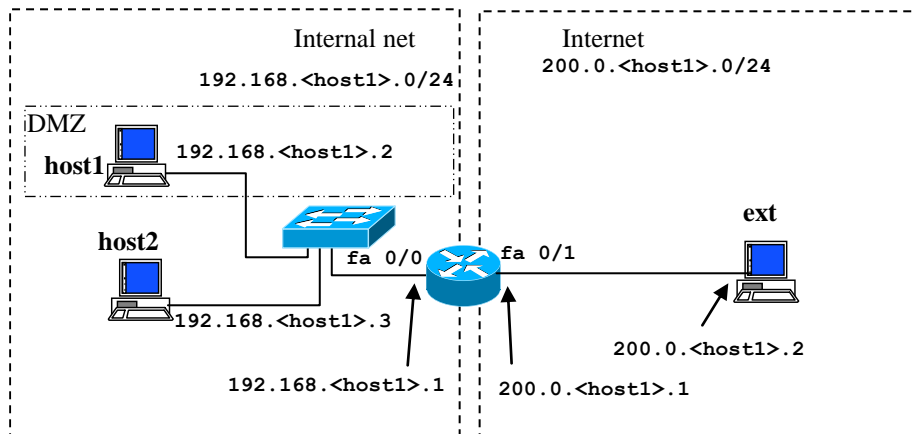 Internal net
192.168.<host1>.0/24
Internet
200.0.<host1>.0/24
DMZ
host1
192.168.<host1>.2
host2
192.168.<host1>.3
fa 0/0
fa 0/1
ext
192.168.<host1>.1
200.0.<host1>.1
200.0.<host1>.2